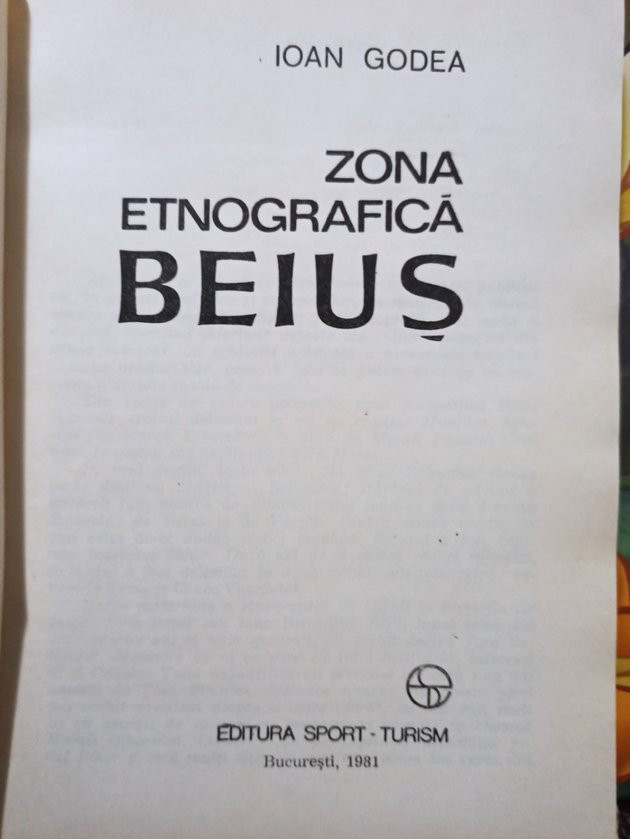 IOAN GODEA
ZONA
ETNOGRAFICĂ
BEIUȘ
EDITURA SPORT - TURISM
București, 1981